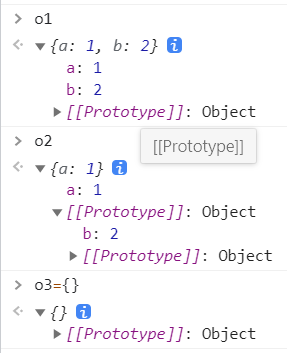 > o1
<· ▼{a: 1, b: 2} i
a: 1
b: 2
▶[[Prototype]]: Object
> o2
[[Prototype]]
<· ▼{a: 1} i
a: 1
▼[[Prototype]]: Object
b: 2
▶[[Prototype]]: Object
> o3={}
<· ▼{} i
▶[[Prototype]]: Object